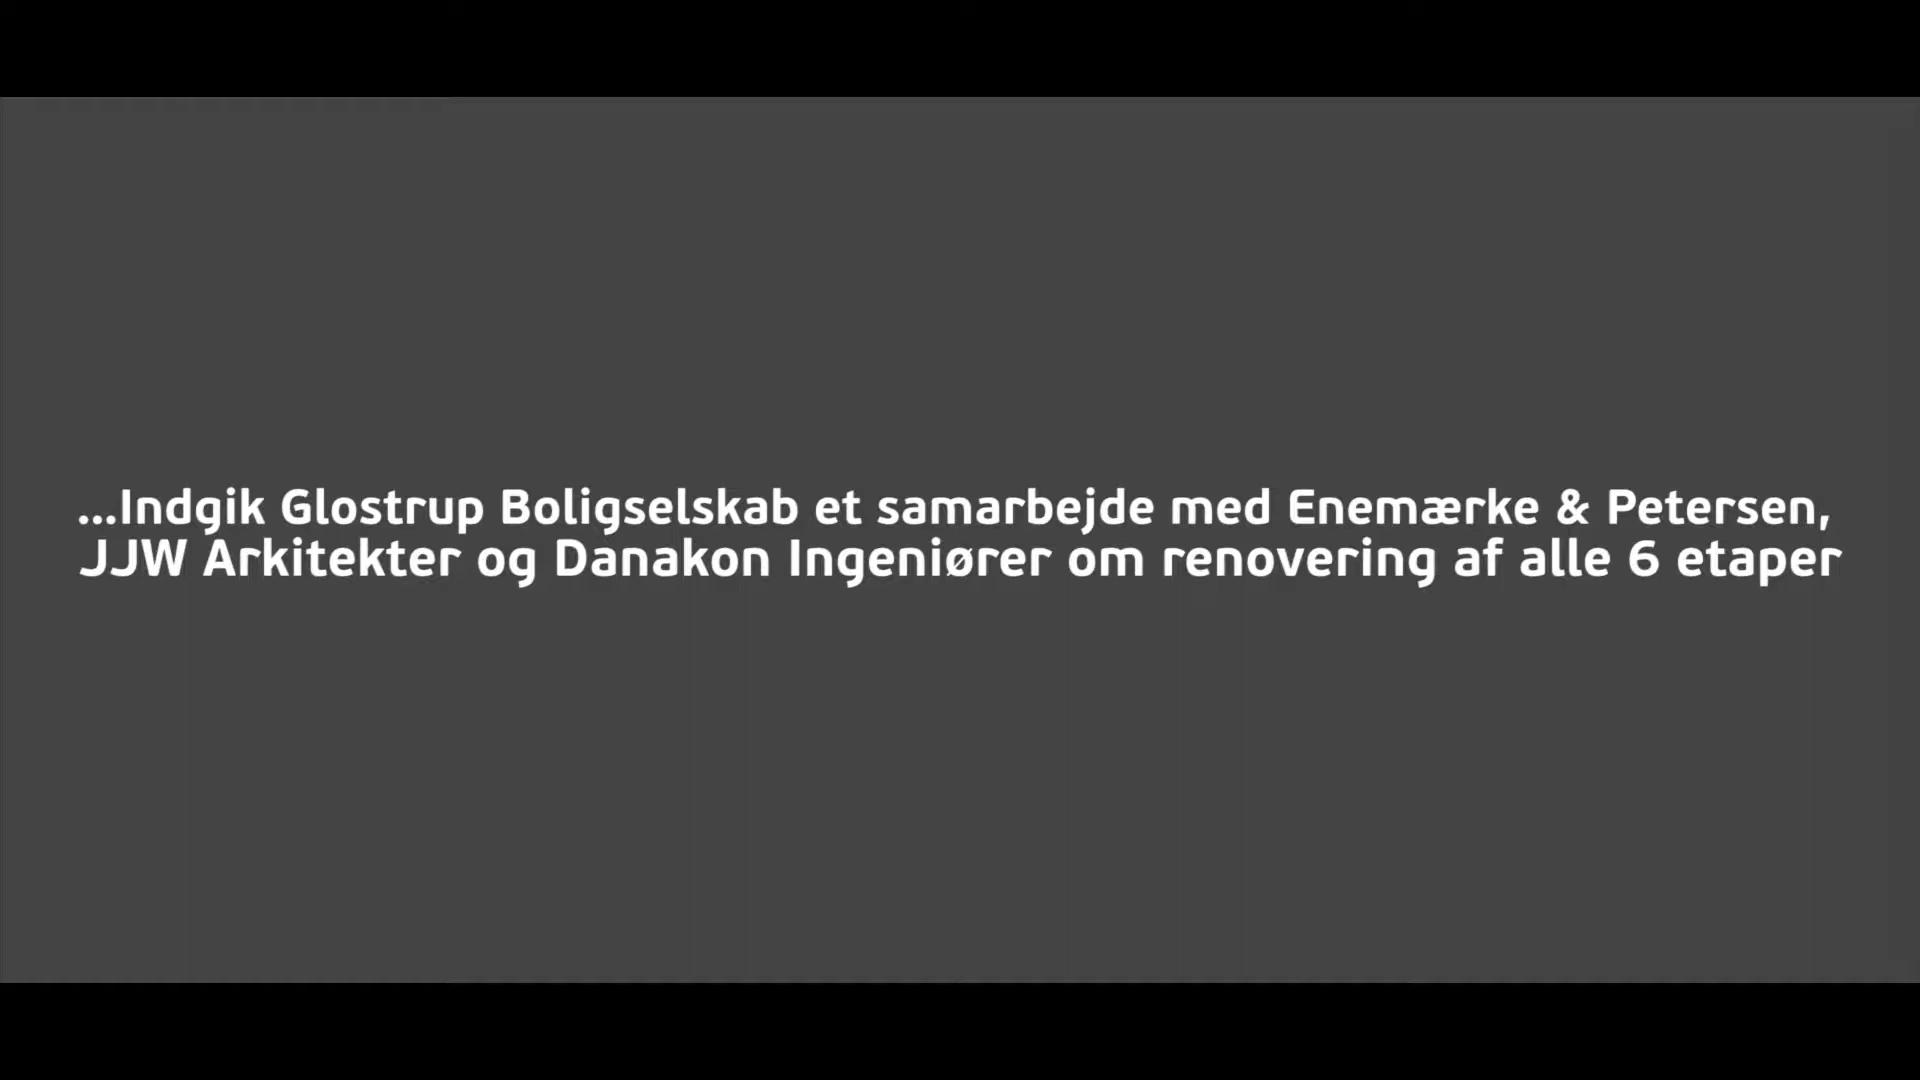 ...Indgik Glostrup Boligselskab et samarbejde med Enemærke & Petersen,
JJW Arkitekter og Danakon Ingeniører om renovering af alle 6 etaper